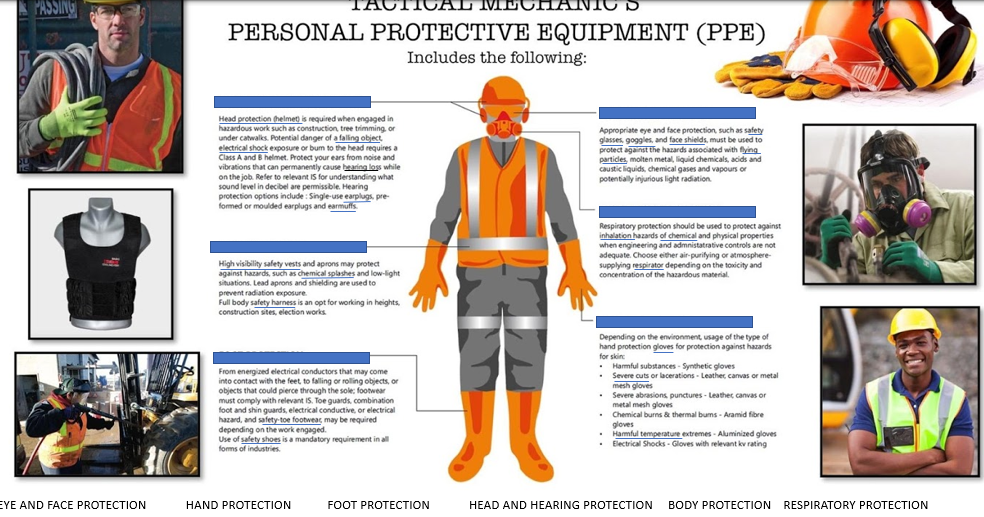 TACTICAL MECHANIC'S
PERSONAL PROTECTIVE EQUIPMENT (PPE)
Includes the following:
Head protection (helmet) is required when engaged in
hazardous work such as construction, tree trimming, or
under catwalks. Potential danger of a falling object,
electrical shock exposure or burn to the head requires a
Class A and B helmet. Protect your ears from noise and
vibrations that can permanently cause hearing loss while
on the job. Refer to relevant IS for understanding what
sound level in decibel are permissible. Hearing
protection options include : Single-use earplugs, pre-
formed or moulded earplugs and earmuffs.
High visibility safety vests and aprons may protect
against hazards, such as chemical splashes and low-light
situations. Lead aprons and shielding are used to
prevent radiation exposure.
Full body safety harness is an opt for working in heights,
construction sites, election works.
From energized electrical conductors that may come
into contact with the feet, to falling or rolling objects, or
objects that could pierce through the sole; footwear
must comply with relevant IS. Toe guards, combination
foot and shin guards, electrical conductive, or electrical
hazard, and safety-toe footwear, may be required
depending on the work engaged.
Use of safety shoes is a mandatory requirement in all
forms of industries.
Appropriate eye and face protection, such as safety
glasses, goggles, and face shields, must be used to
protect against the hazards associated with flying
particles, molten metal, liquid chemicals, acids and
caustic liquids, chemical gases and vapours or
potentially injurious light radiation.
Respiratory protection should be used to protect against
inhalation hazards of chemical and physical properties
when engineering and admnistatrative controls are not
adequate. Choose either air-purifying or atmosphere-
supplying respirator depending on the toxicity and
concentration of the hazardous material.
Depending on the environment, usage of the type of
hand protection gloves for protection against hazards
for skin:
• Harmful substances - Synthetic gloves
• Severe cuts or lacerations - Leather, canvas or metal
mesh gloves
• Severe abrasions, punctures - Leather, canvas or
metal mesh gloves
• Chemical burns & thermal burns - Aramid fibre
gloves
• Harmful temperature extremes - Aluminized gloves
• Electrical Shocks - Gloves with relevant kv rating
EYE AND FACE PROTECTION HAND PROTECTION FOOT PROTECTION HEAD AND HEARING PROTECTION BODY PROTECTION RESPIRATORY PROTECTION